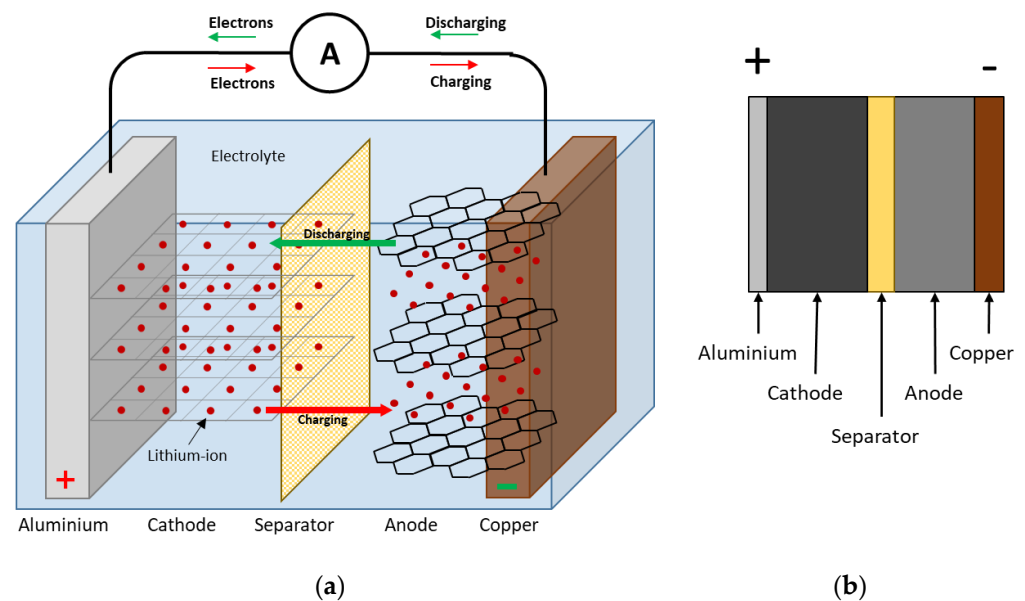 Electrons
Discharging
A
Electrons
Charging
Electrolyte
Discharging
Charging
Lithium-ion
+
-
Aluminium
Cathode
Separator
Anode
Copper
(a)
+
-
Aluminium
Copper
Cathode
Anode
Separator
(b)